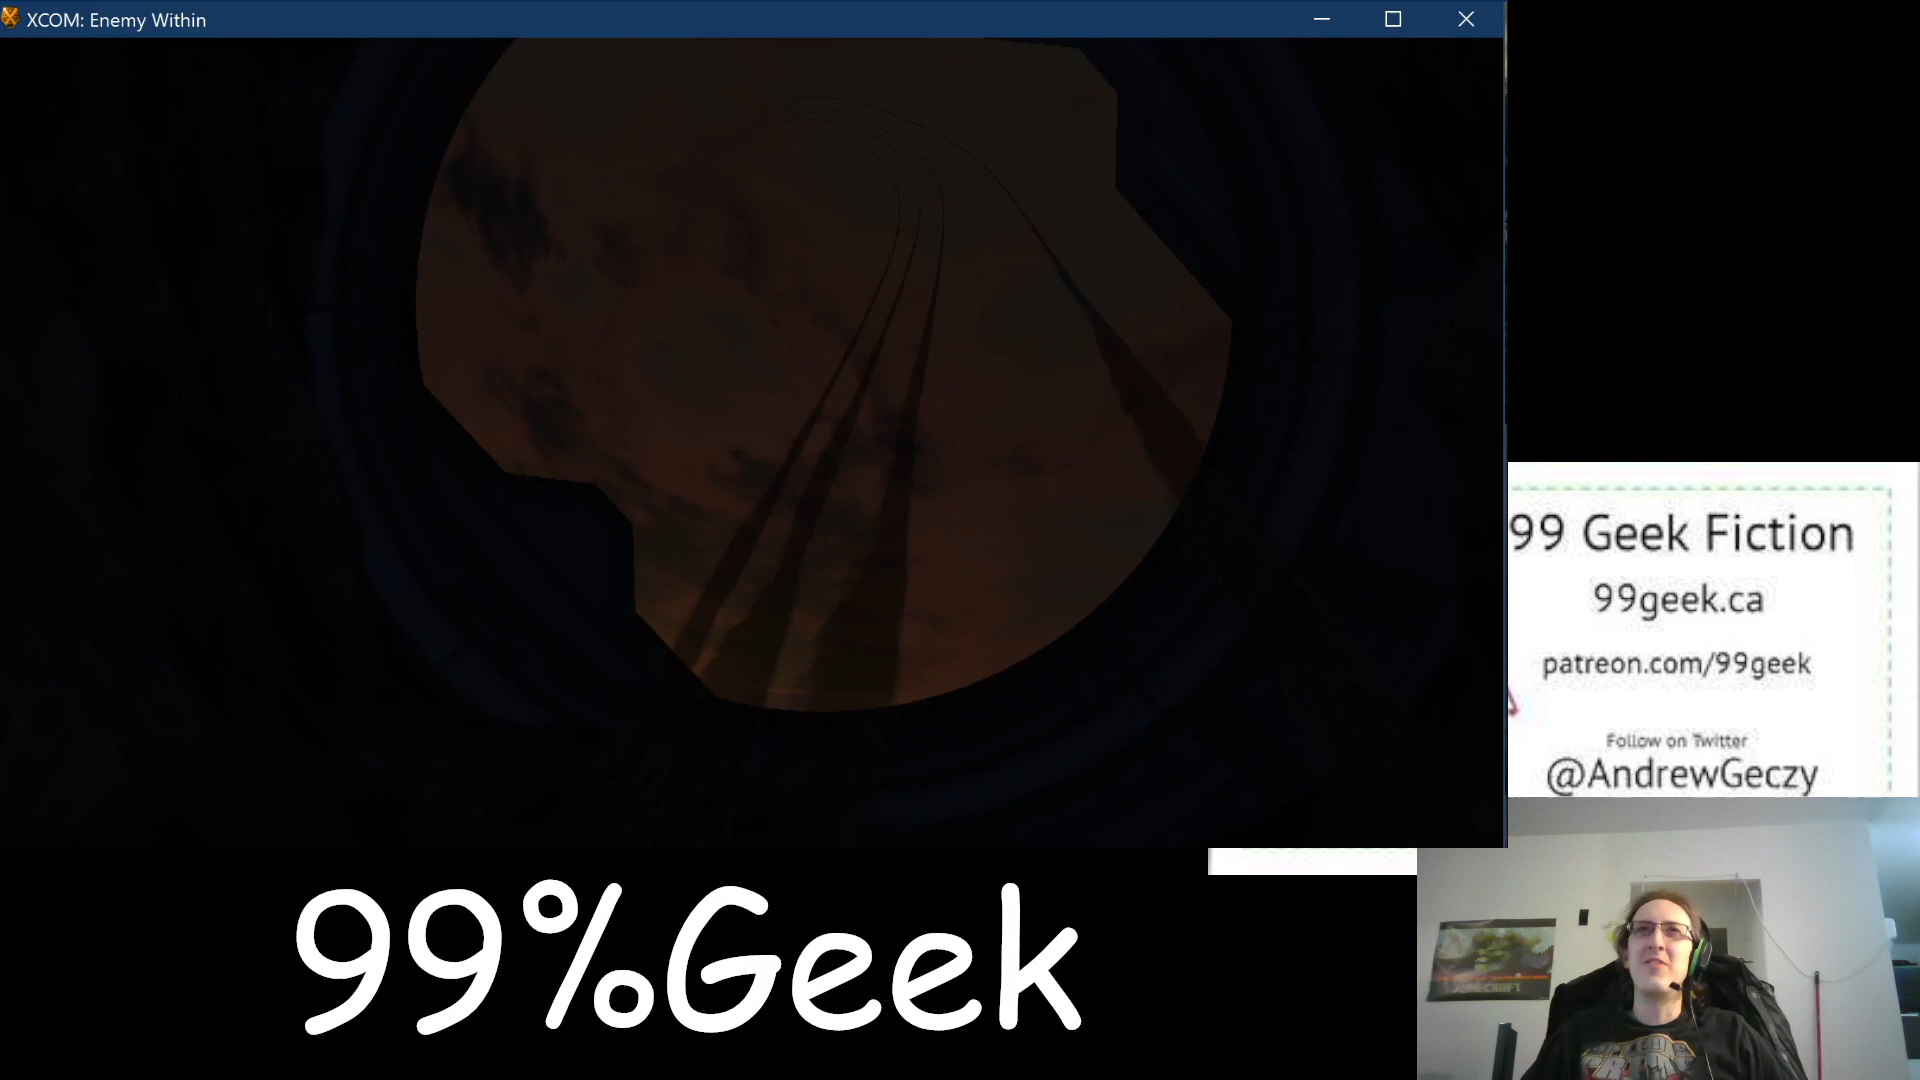 XCOM: Enemy Within
99 Geek Fiction
99geek.ca
patreon.com/99geek
Follow on Twitter
@AndrewGeczy
99%Geek